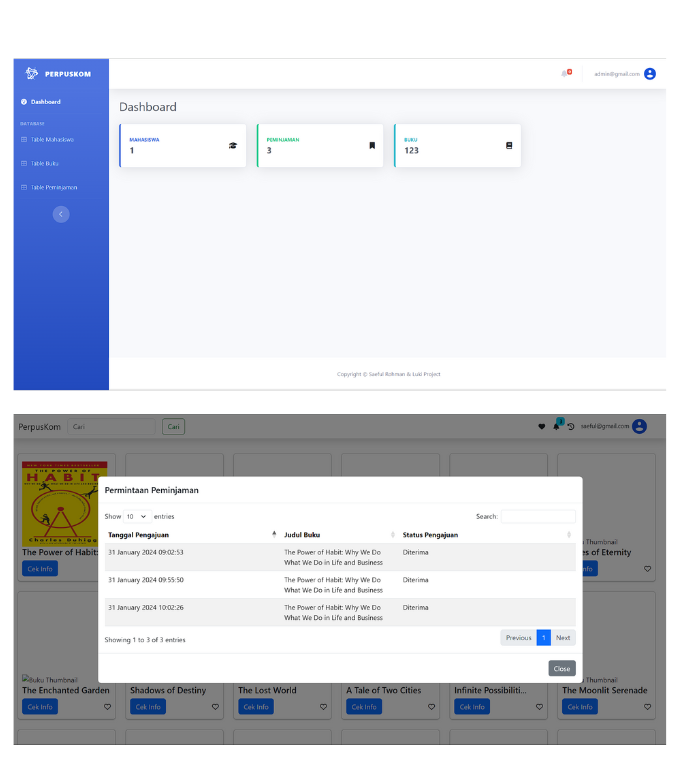 PERPUSKOM
admin@gmail.com
Dashboard
Dashboard
DATABASE
Table Mahasiswa
Table Buku
Table Peminjaman
MAHASISWA
1
PEMINJAMAN
3
BUKU
123
Copyright © Saeful Rohman & Luki Project
PerpusKom
Cari
Cari
saeful@gmail.com
THE POWER OF
HABIT
Charles Duhigg
The Power of Habit:
Cek Info
Permintaan Peminjaman
Show 10 entries
Search:
Tanggal Pengajuan Judul Buku Status Pengajuan
31 January 2024 09:02:53 The Power of Habit: Why We Do Diterima
What We Do in Life and Business
31 January 2024 09:55:50 The Power of Habit: Why We Do Diterima
What We Do in Life and Business
31 January 2024 10:02:26 The Power of Habit: Why We Do Diterima
What We Do in Life and Business
Showing 1 to 3 of 3 entries
Previous 1 Next
Close
Thumbnail
es of Eternity
nfo
Buku Thumbnail
Thumbnail
The Enchanted Garden
Shadows of Destiny
The Lost World
A Tale of Two Cities
Infinite Possibiliti...
The Moonlit Serenade
Cek Info
Cek Info
Cek Info
Cek Info
Cek Info
Cek Info